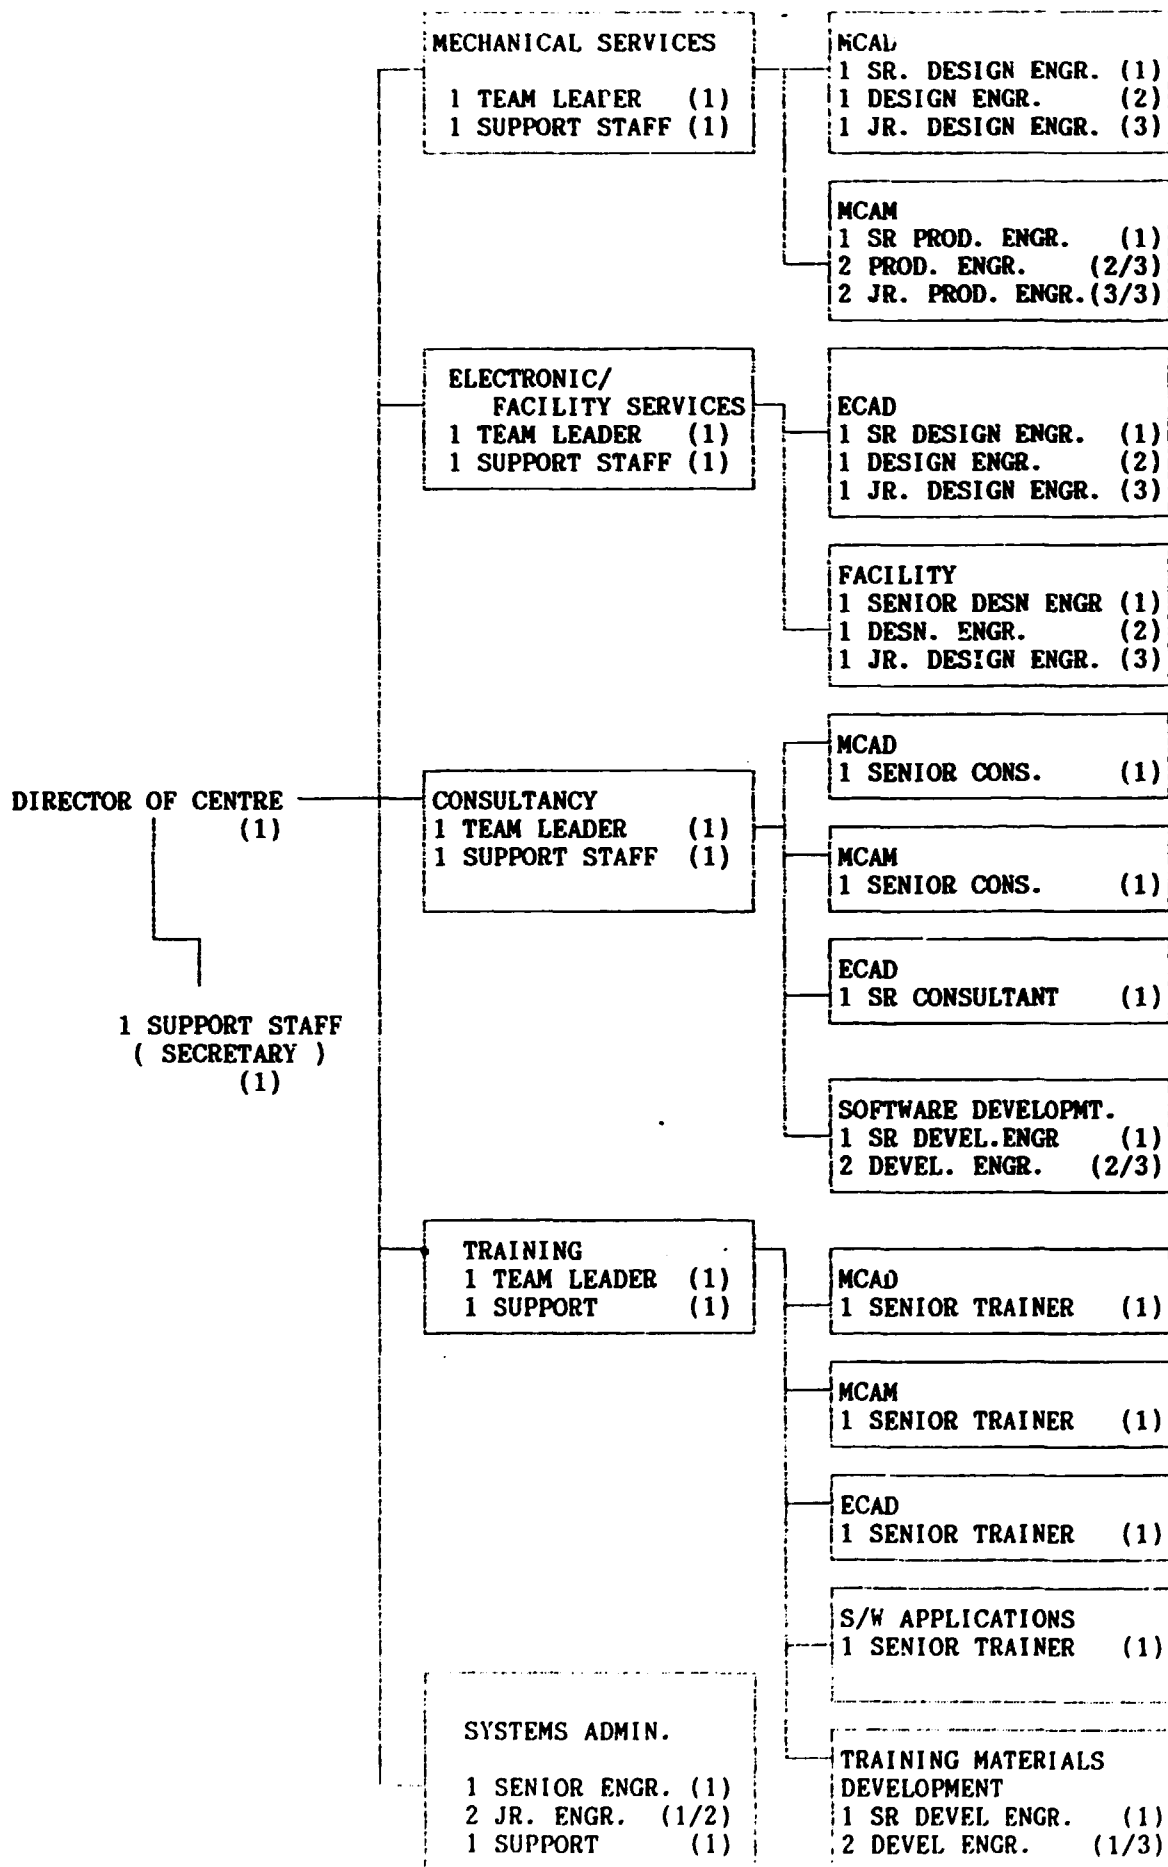 MECHANICAL SERVICES
1 TEAM LEADER (1)
1 SUPPORT STAFF (1)
MCAD
1 SR. DESIGN ENGR. (1)
1 DESIGN ENGR. (2)
1 JR. DESIGN ENGR. (3)
MCAM
1 SR PROD. ENGR. (1)
2 PROD. ENGR. (2/3)
2 JR. PROD. ENGR.(3/3)
ELECTRONIC/
FACILITY SERVICES
1 TEAM LEADER (1)
1 SUPPORT STAFF (1)
ECAD
1 SR DESIGN ENGR. (1)
1 DESIGN ENGR. (2)
1 JR. DESIGN ENGR. (3)
FACILITY
1 SENIOR DESN ENGR (1)
1 DESN. ENGR. (2)
1 JR. DESIGN ENGR. (3)
DIRECTOR OF CENTRE
(1)
1 SUPPORT STAFF
( SECRETARY )
(1)
CONSULTANCY
1 TEAM LEADER (1)
1 SUPPORT STAFF (1)
MCAD
1 SENIOR CONS. (1)
MCAM
1 SENIOR CONS. (1)
ECAD
1 SR CONSULTANT (1)
SOFTWARE DEVELOPMT.
1 SR DEVEL.ENGR (1)
2 DEVEL. ENGR. (2/3)
TRAINING
1 TEAM LEADER (1)
1 SUPPORT (1)
MCAD
1 SENIOR TRAINER (1)
MCAM
1 SENIOR TRAINER (1)
ECAD
1 SENIOR TRAINER (1)
S/W APPLICATIONS
1 SENIOR TRAINER (1)
TRAINING MATERIALS
DEVELOPMENT
1 SR DEVEL ENGR. (1)
2 DEVEL ENGR. (1/3)
SYSTEMS ADMIN.
1 SENIOR ENGR. (1)
2 JR. ENGR. (1/2)
1 SUPPORT (1)